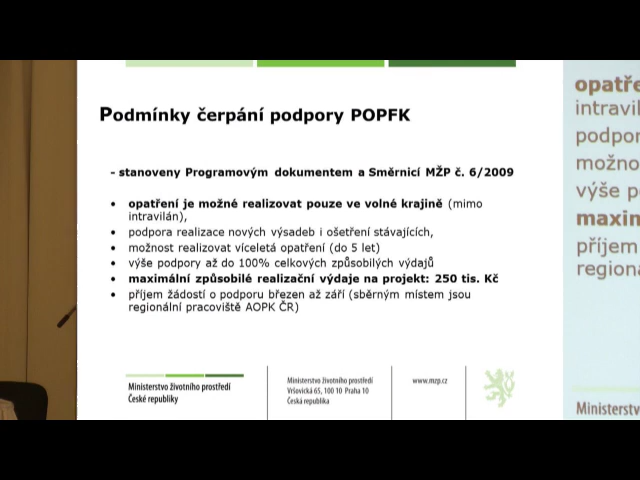 Podmínky čerpání podpory POPFK
- stanoveny Programovým dokumentem a Směrnicí MŽP č. 6/2009
• opatření je možné realizovat pouze ve volné krajině (mimo
intravilán),
• podpora realizace nových výsadeb i ošetření stávajících,
• možnost realizovat víceletá opatření (do 5 let)
• výše podpory až do 100% celkových způsobilých výdajů
• maximální způsobilé realizační výdaje na projekt: 250 tis. Kč
• příjem žádostí o podporu březen až září (sběrným místem jsou
regionální pracoviště AOPK ČR)
Ministerstvo životního prostředí
České republiky
Ministerstvo životního prostředí
Vršovická 65, 100 10 Praha 10
Česká republika
www.mzp.cz
opatře
intravil
podpor
možno
výše p
maxim
příjem
regioná
Ministerstv